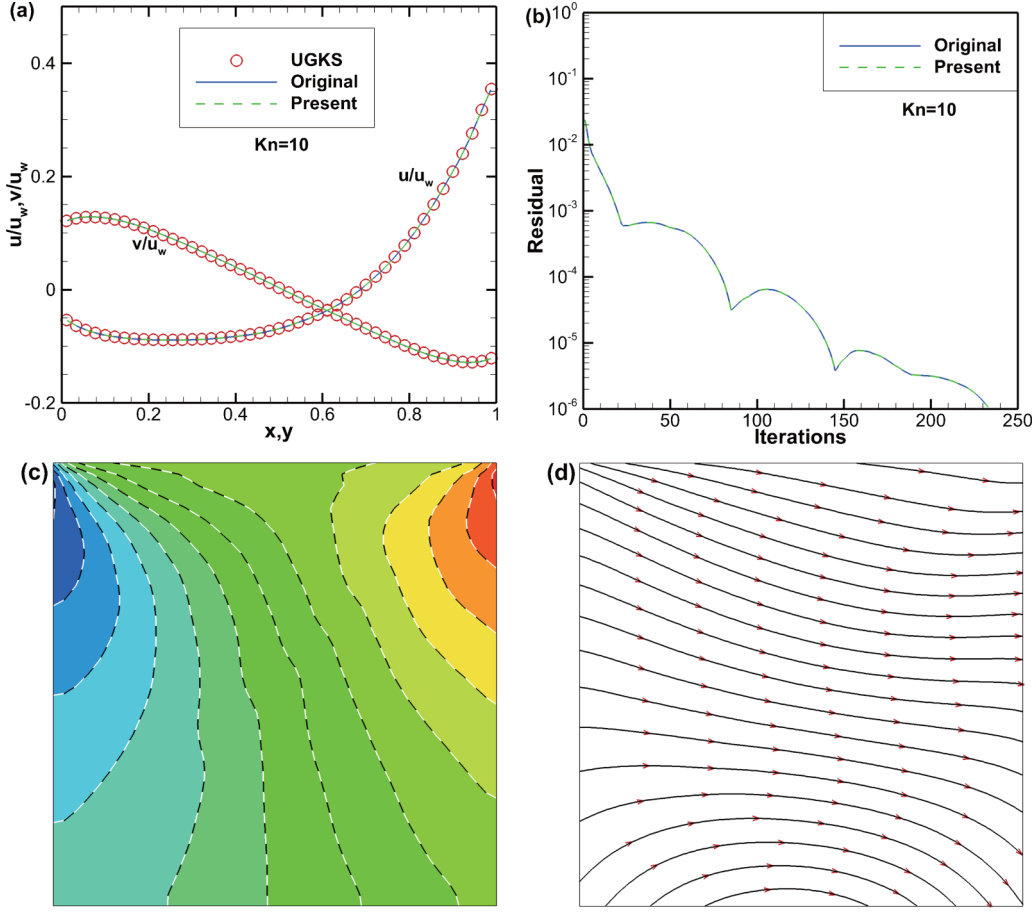 (a)
UGKS
Original
Present
Kn=10
u/u_w
v/u_w
u/u_w,v/u_w
0.4
0.2
0
-0.2
0
0.2
0.4
0.6
0.8
1
x,y
(b)
Original
Present
Kn=10
Residual
10^0
10^-1
10^-2
10^-3
10^-4
10^-5
10^-6
0
50
100
150
200
250
Iterations
(c)
(d)